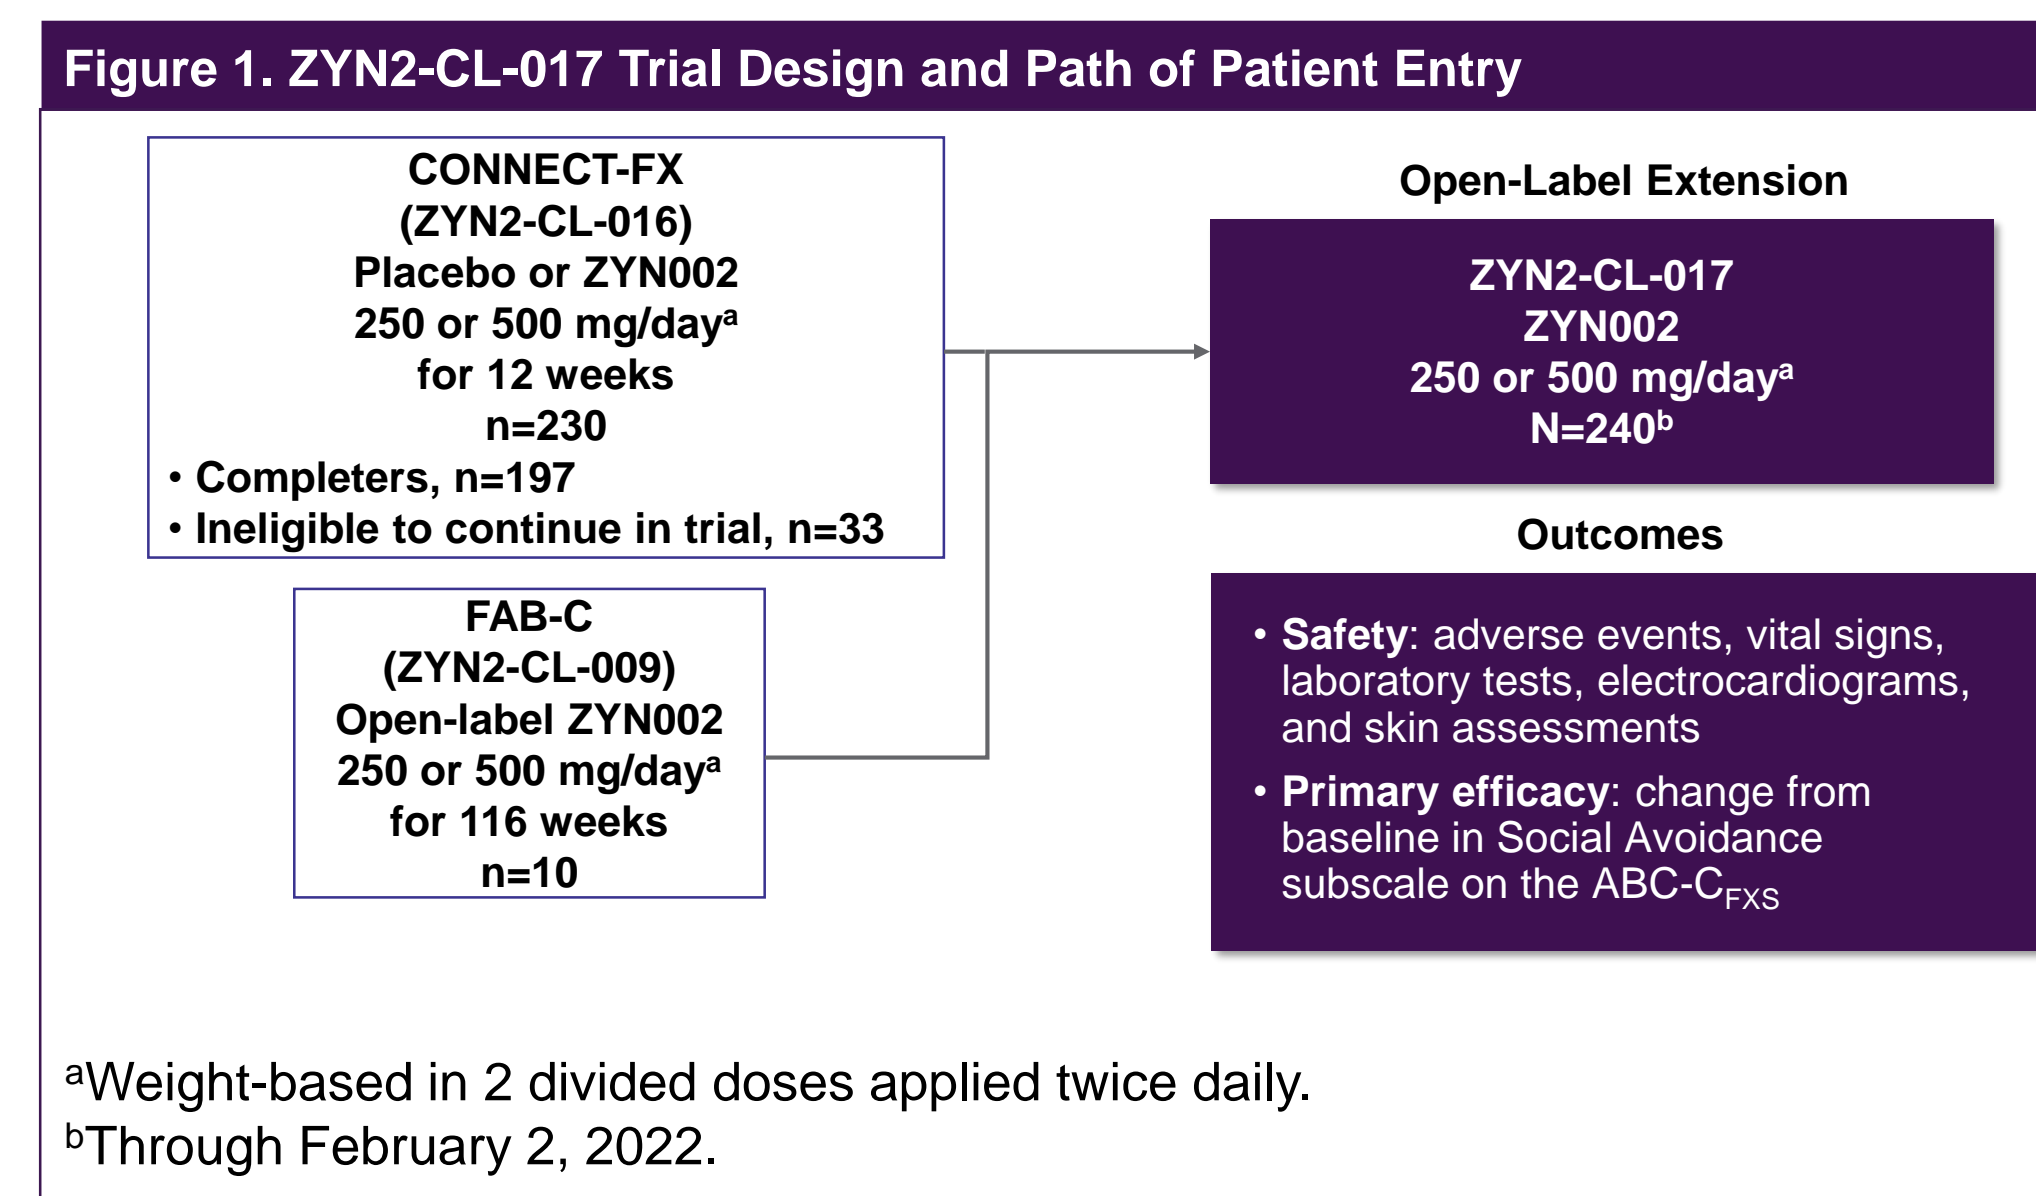 Figure 1. ZYN2-CL-017 Trial Design and Path of Patient Entry
CONNECT-FX
(ZYN2-CL-016)
Placebo or ZYN002
250 or 500 mg/dayᵃ
for 12 weeks
n=230
• Completers, n=197
• Ineligible to continue in trial, n=33
FAB-C
(ZYN2-CL-009)
Open-label ZYN002
250 or 500 mg/dayᵃ
for 116 weeks
n=10
Open-Label Extension
ZYN2-CL-017
ZYN002
250 or 500 mg/dayᵃ
N=240ᵇ
Outcomes
• Safety: adverse events, vital signs,
laboratory tests, electrocardiograms,
and skin assessments
• Primary efficacy: change from
baseline in Social Avoidance
subscale on the ABC-C_FXS
ᵃWeight-based in 2 divided doses applied twice daily.
ᵇThrough February 2, 2022.